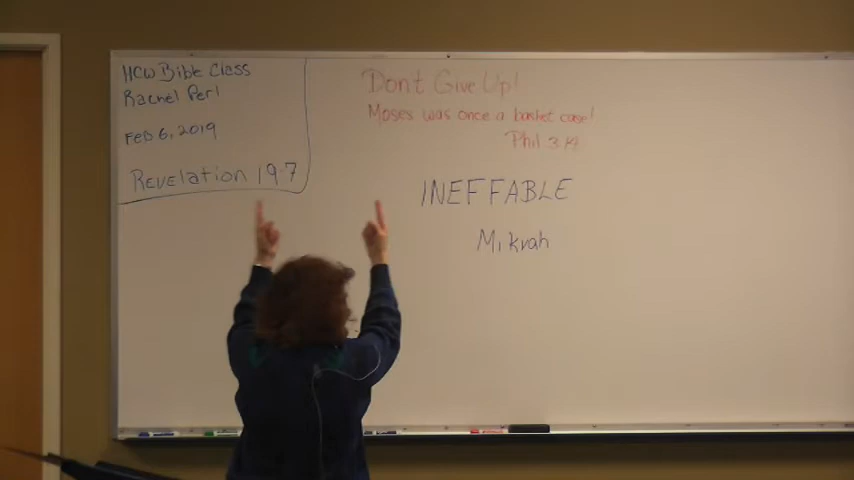 HCW Bible Class
Rachel Perl
Feb 6, 2019
Revelation 19:7
Don't Give Up!
Moses was once a basket case!
Phil 3:14
INEFFABLE
Mikvah